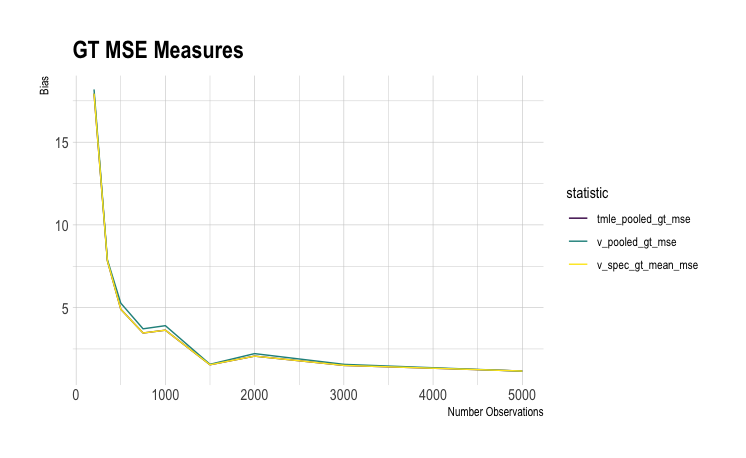 GT MSE Measures
Bias
15
10
5
0 1000 2000 3000 4000 5000
Number Observations
statistic
tmle_pooled_gt_mse
v_pooled_gt_mse
v_spec_gt_mean_mse